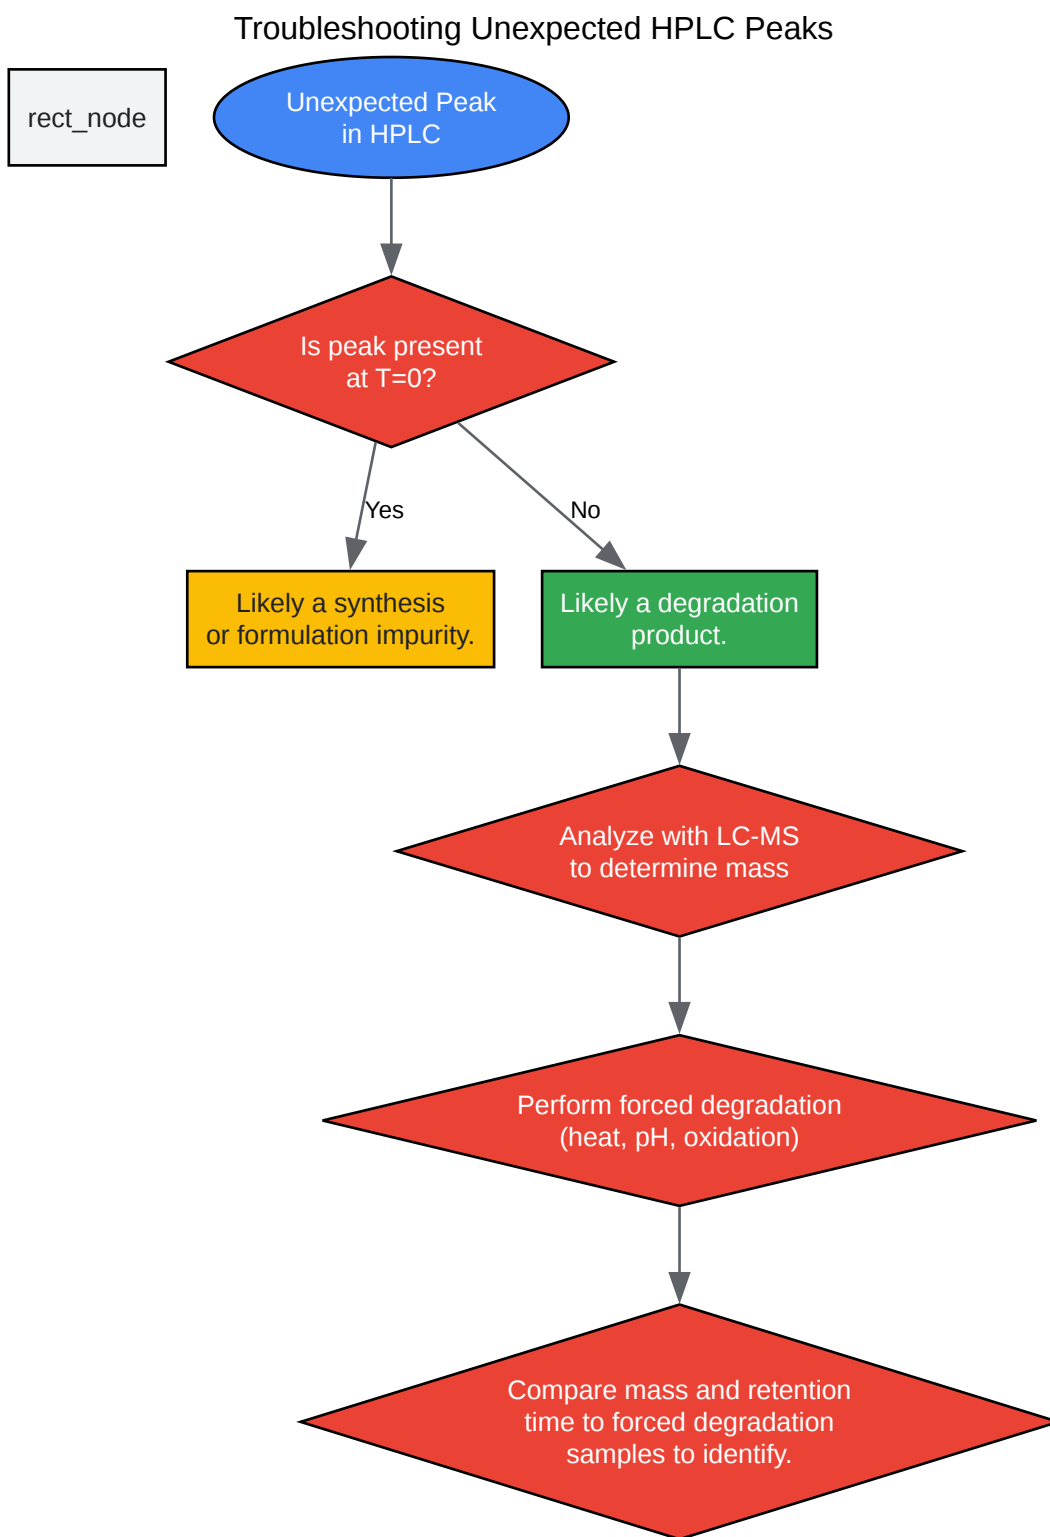 Troubleshooting Unexpected HPLC Peaks
rect_node
Unexpected Peak
in HPLC
Is peak present
at T=0?
Yes
No
Likely a synthesis
or formulation impurity.
Likely a degradation
product.
Analyze with LC-MS
to determine mass
Perform forced degradation
(heat, pH, oxidation)
Compare mass and retention
time to forced degradation
samples to identify.